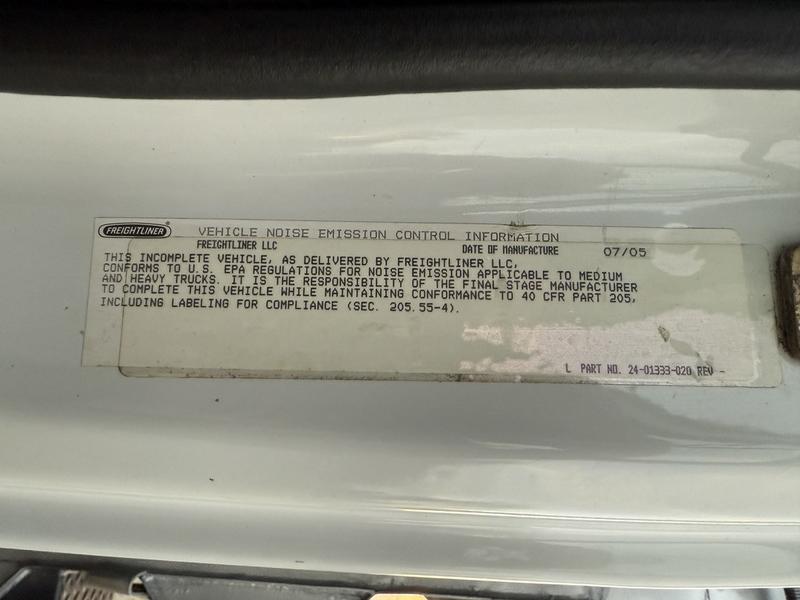 FREIGHTLINER VEHICLE NOISE EMISSION CONTROL INFORMATION
FREIGHTLINER LLC DATE OF MANUFACTURE 07/05
THIS INCOMPLETE VEHICLE, AS DELIVERED BY FREIGHTLINER LLC,
CONFORMS TO U.S. EPA REGULATIONS FOR NOISE EMISSION APPLICABLE TO MEDIUM
AND HEAVY TRUCKS. IT IS THE RESPONSIBILITY OF THE FINAL STAGE MANUFACTURER
TO COMPLETE THIS VEHICLE WHILE MAINTAINING CONFORMANCE TO 40 CFR PART 205,
INCLUDING LABELING FOR COMPLIANCE (SEC. 205.55-4).
L PART NO. 24-01333-020 REV -